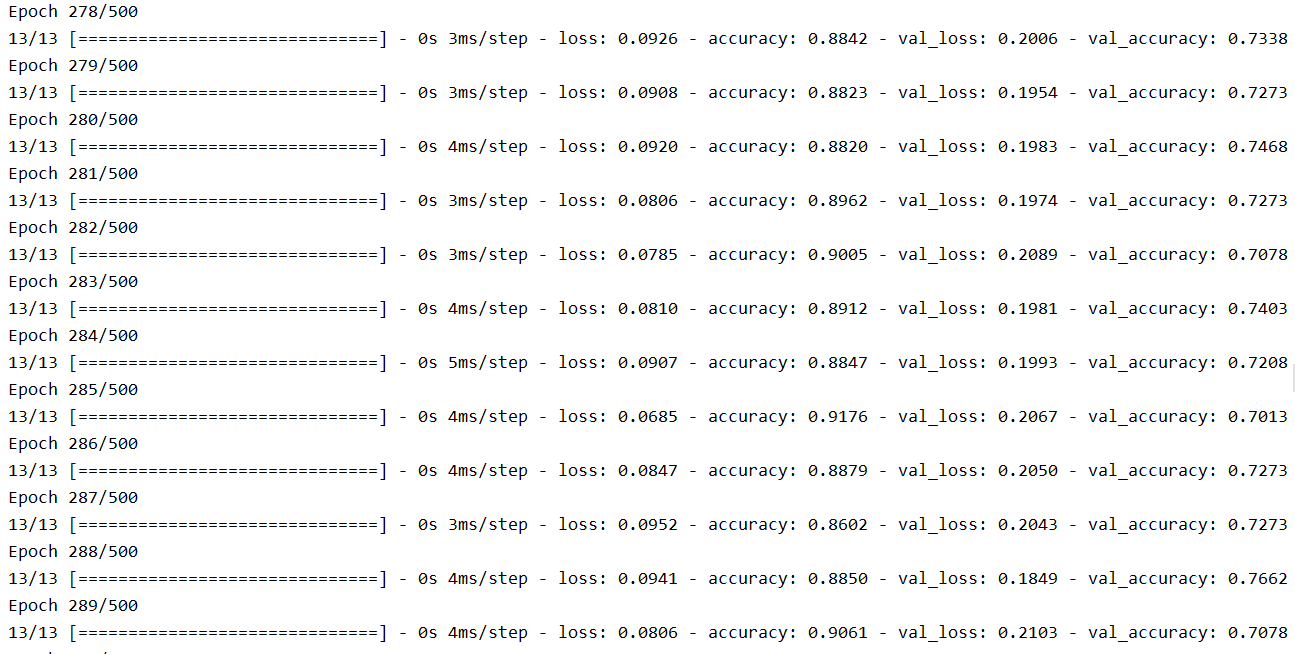 Epoch 278/500
13/13 [==============================] - 0s 3ms/step - loss: 0.0926 - accuracy: 0.8842 - val_loss: 0.2006 - val_accuracy: 0.7338
Epoch 279/500
13/13 [==============================] - 0s 3ms/step - loss: 0.0908 - accuracy: 0.8823 - val_loss: 0.1954 - val_accuracy: 0.7273
Epoch 280/500
13/13 [==============================] - 0s 4ms/step - loss: 0.0920 - accuracy: 0.8820 - val_loss: 0.1983 - val_accuracy: 0.7468
Epoch 281/500
13/13 [==============================] - 0s 3ms/step - loss: 0.0806 - accuracy: 0.8962 - val_loss: 0.1974 - val_accuracy: 0.7273
Epoch 282/500
13/13 [==============================] - 0s 3ms/step - loss: 0.0785 - accuracy: 0.9005 - val_loss: 0.2089 - val_accuracy: 0.7078
Epoch 283/500
13/13 [==============================] - 0s 4ms/step - loss: 0.0810 - accuracy: 0.8912 - val_loss: 0.1981 - val_accuracy: 0.7403
Epoch 284/500
13/13 [==============================] - 0s 5ms/step - loss: 0.0907 - accuracy: 0.8847 - val_loss: 0.1993 - val_accuracy: 0.7208
Epoch 285/500
13/13 [==============================] - 0s 4ms/step - loss: 0.0685 - accuracy: 0.9176 - val_loss: 0.2067 - val_accuracy: 0.7013
Epoch 286/500
13/13 [==============================] - 0s 4ms/step - loss: 0.0847 - accuracy: 0.8879 - val_loss: 0.2050 - val_accuracy: 0.7273
Epoch 287/500
13/13 [==============================] - 0s 3ms/step - loss: 0.0952 - accuracy: 0.8602 - val_loss: 0.2043 - val_accuracy: 0.7273
Epoch 288/500
13/13 [==============================] - 0s 4ms/step - loss: 0.0941 - accuracy: 0.8850 - val_loss: 0.1849 - val_accuracy: 0.7662
Epoch 289/500
13/13 [==============================] - 0s 4ms/step - loss: 0.0806 - accuracy: 0.9061 - val_loss: 0.2103 - val_accuracy: 0.7078